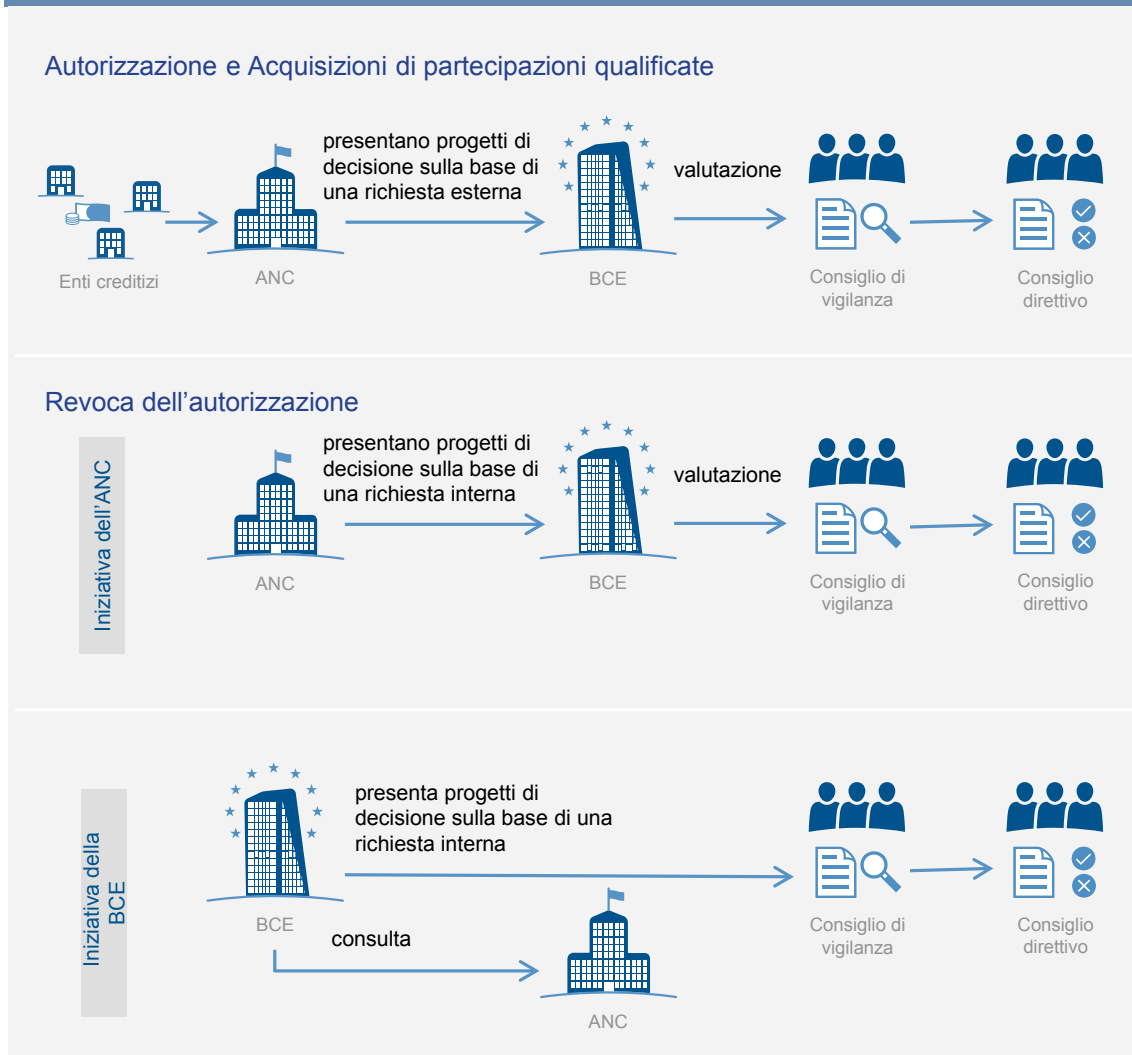 Autorizzazione e Acquisizioni di partecipazioni qualificate
presentano progetti di
decisione sulla base di
una richiesta esterna
valutazione
Enti creditizi
ANC
BCE
Consiglio di
vigilanza
Consiglio
direttivo
Revoca dell'autorizzazione
Iniziativa dell'ANC
presentano progetti di
decisione sulla base di
una richiesta interna
valutazione
ANC
BCE
Consiglio di
vigilanza
Consiglio
direttivo
Iniziativa della
BCE
presenta progetti di
decisione sulla base di una
richiesta interna
BCE
consulta
ANC
Consiglio di
vigilanza
Consiglio
direttivo